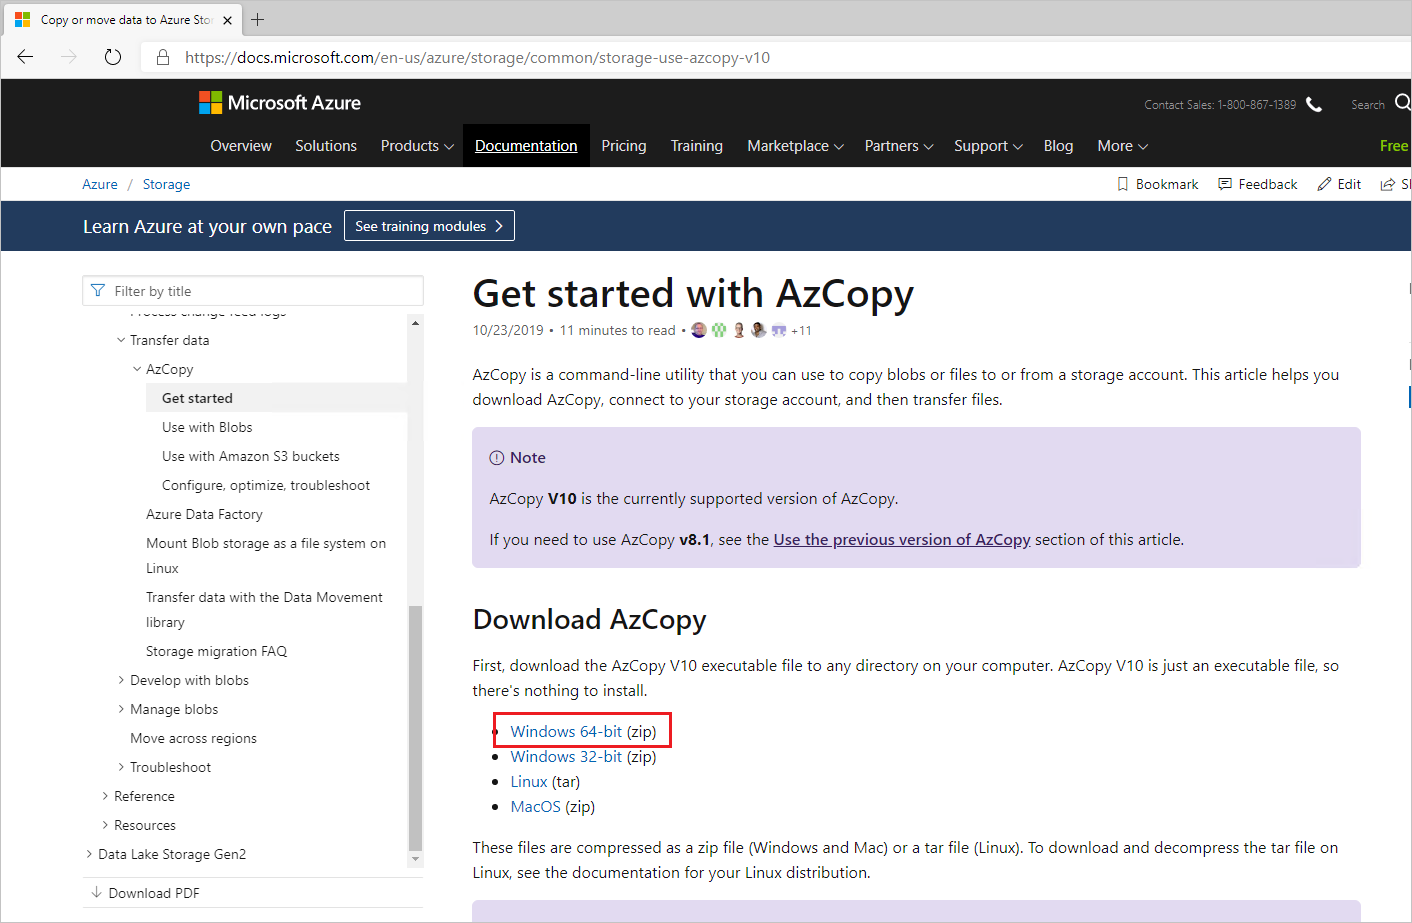 Copy or move data to Azure Stor
https://docs.microsoft.com/en-us/azure/storage/common/storage-use-azcopy-v10
Microsoft Azure
Contact Sales: 1-800-867-1389
Search
Overview Solutions Products Documentation Pricing Training Marketplace Partners Support Blog More Free
Azure / Storage
Bookmark Feedback Edit
Learn Azure at your own pace
See training modules
Filter by title
Process change feed logs
Transfer data
AzCopy
Get started
Use with Blobs
Use with Amazon S3 buckets
Configure, optimize, troubleshoot
Azure Data Factory
Mount Blob storage as a file system on
Linux
Transfer data with the Data Movement
library
Storage migration FAQ
Develop with blobs
Manage blobs
Move across regions
Troubleshoot
Reference
Resources
Data Lake Storage Gen2
Download PDF
Get started with AzCopy
10/23/2019 • 11 minutes to read • +11
AzCopy is a command-line utility that you can use to copy blobs or files to or from a storage account. This article helps you
download AzCopy, connect to your storage account, and then transfer files.
Note
AzCopy V10 is the currently supported version of AzCopy.
If you need to use AzCopy v8.1, see the Use the previous version of AzCopy section of this article.
Download AzCopy
First, download the AzCopy V10 executable file to any directory on your computer. AzCopy V10 is just an executable file, so
there's nothing to install.
• Windows 64-bit (zip)
• Windows 32-bit (zip)
• Linux (tar)
• MacOS (zip)
These files are compressed as a zip file (Windows and Mac) or a tar file (Linux). To download and decompress the tar file on
Linux, see the documentation for your Linux distribution.